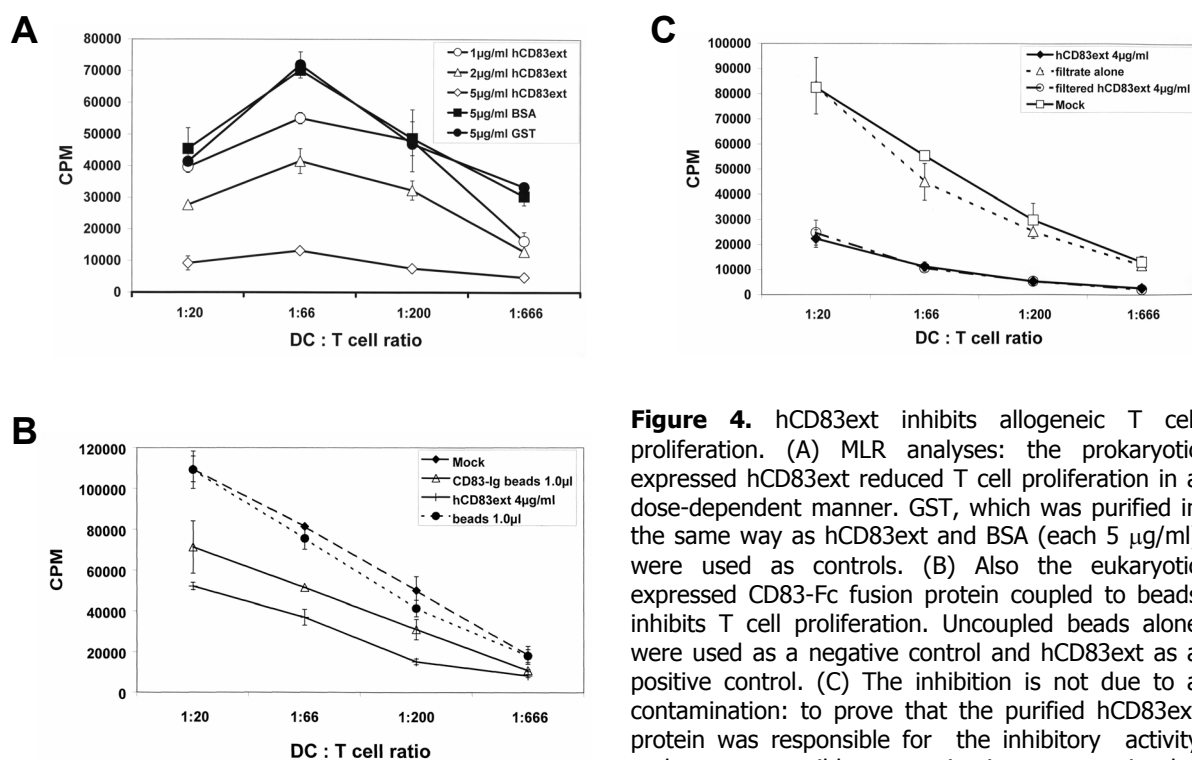 A
80000
70000
60000
50000
40000
30000
20000
10000
0
CPM
1:20 1:66 1:200 1:666
DC : T cell ratio
1µg/ml hCD83ext
2µg/ml hCD83ext
5µg/ml hCD83ext
5µg/ml BSA
5µg/ml GST
C
100000
90000
80000
70000
60000
50000
40000
30000
20000
10000
0
CPM
1:20 1:66 1:200 1:666
DC : T cell ratio
hCD83ext 4µg/ml
filtrate alone
filtered hCD83ext 4µg/ml
Mock
B
120000
100000
80000
60000
40000
20000
0
CPM
1:20 1:66 1:200 1:666
DC : T cell ratio
Mock
CD83-Ig beads 1.0µl
hCD83ext 4µg/ml
beads 1.0µl
Figure 4. hCD83ext inhibits allogeneic T cel
proliferation. (A) MLR analyses: the prokaryotic
expressed hCD83ext reduced T cell proliferation in a
dose-dependent manner. GST, which was purified in
the same way as hCD83ext and BSA (each 5 µg/ml)
were used as controls. (B) Also the eukaryotic
expressed CD83-Fc fusion protein coupled to beads
inhibits T cell proliferation. Uncoupled beads alone
were used as a negative control and hCD83ext as a
positive control. (C) The inhibition is not due to a
contamination: to prove that the purified hCD83ex
protein was responsible for the inhibitory activity